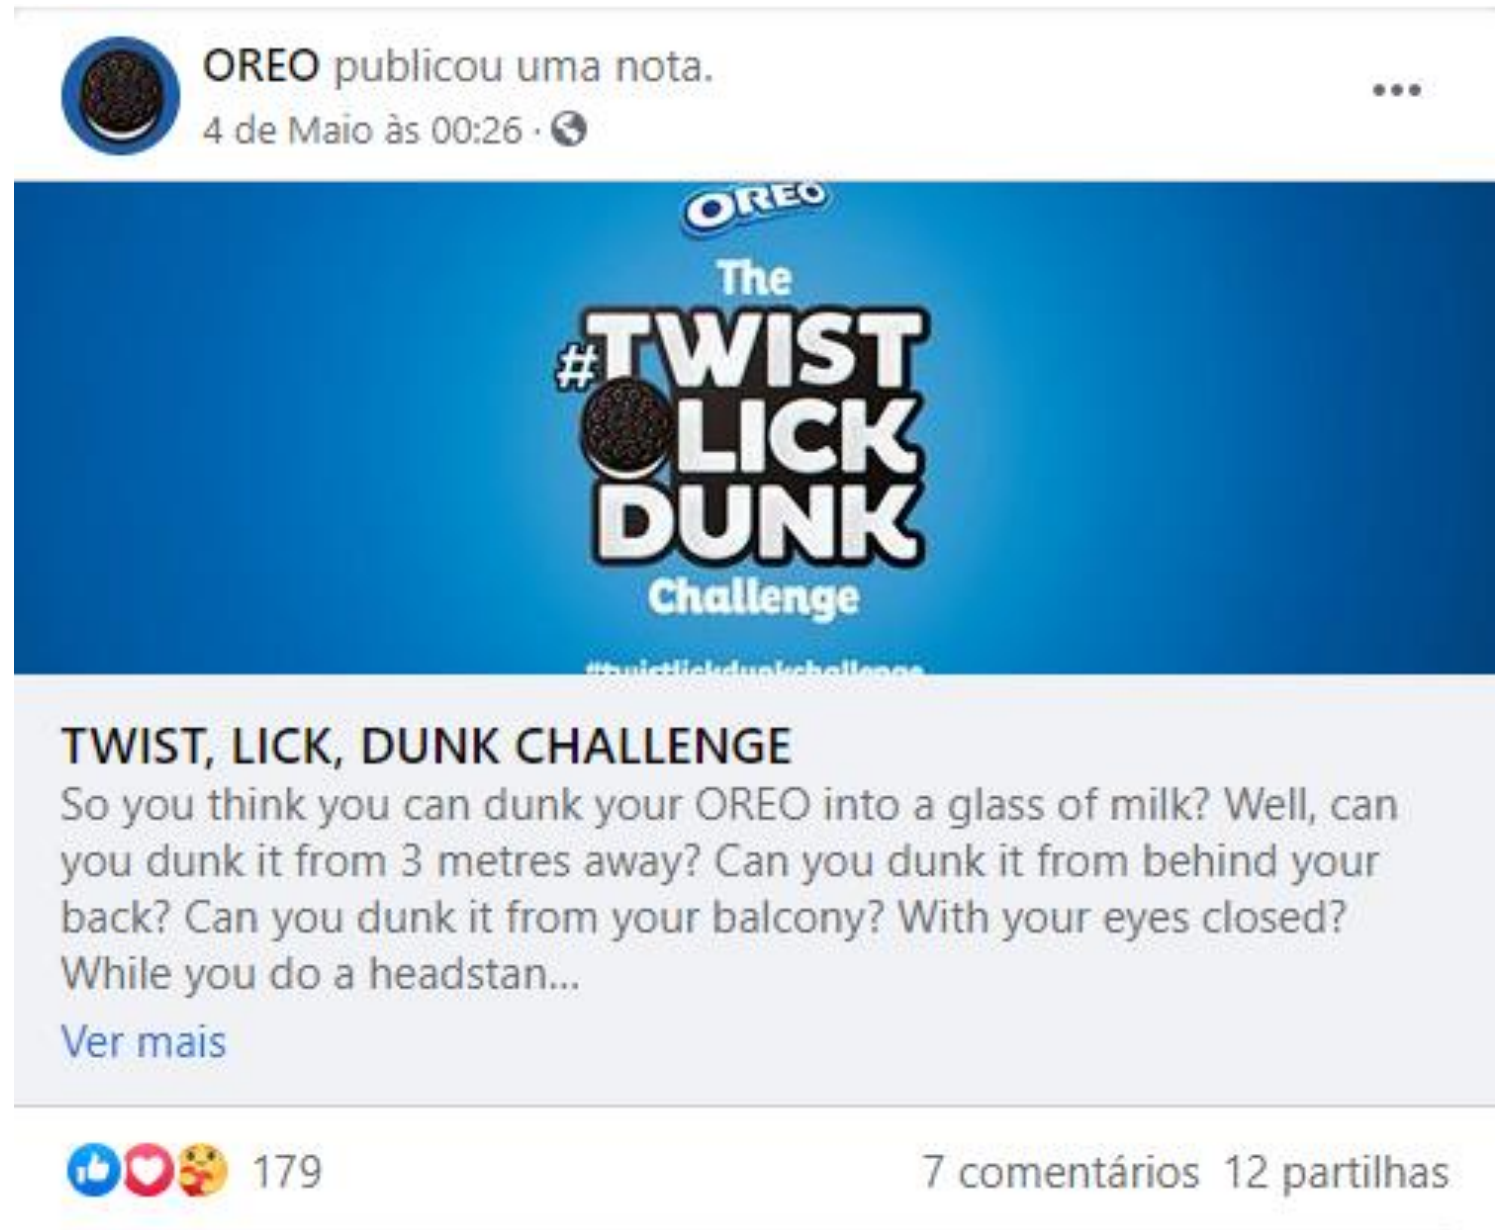 OREO publicou uma nota.
4 de Maio às 00:26 ·
OREO
The
#TWIST
LICK
DUNK
Challenge
#twistlickdunkchallenge
TWIST, LICK, DUNK CHALLENGE
So you think you can dunk your OREO into a glass of milk? Well, can
you dunk it from 3 metres away? Can you dunk it from behind your
back? Can you dunk it from your balcony? With your eyes closed?
While you do a headstan...
Ver mais
179
7 comentários 12 partilhas